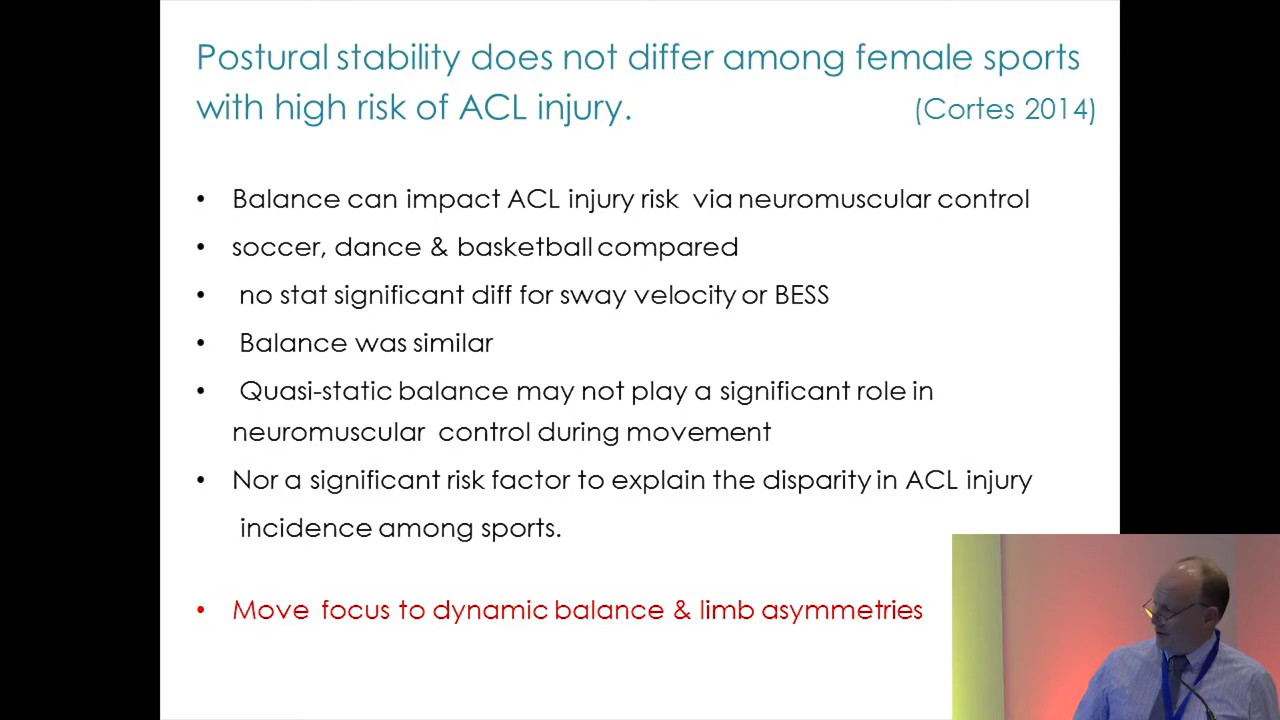 Postural stability does not differ among female sports
with high risk of ACL injury. (Cortes 2014)
• Balance can impact ACL injury risk via neuromuscular control
• soccer, dance & basketball compared
• no stat significant diff for sway velocity or BESS
• Balance was similar
• Quasi-static balance may not play a significant role in
neuromuscular control during movement
• Nor a significant risk factor to explain the disparity in ACL injury
incidence among sports.
• Move focus to dynamic balance & limb asymmetries